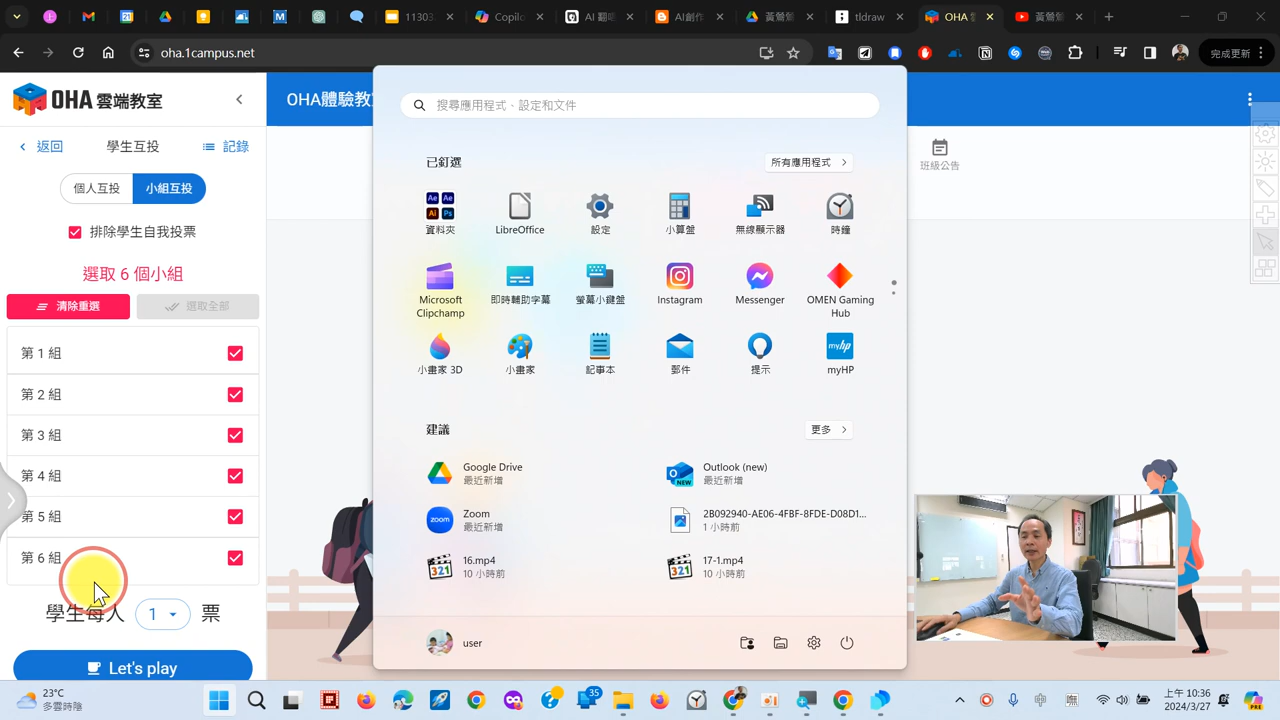 11303.
Copilo
AI 翻
AI創作
黃鶯鶯
tldraw
OHA 雲
黃鶯鶯
oha.1campus.net
完成更新
OHA 雲端教室
OHA體驗教
返回
學生互投
記錄
個人互投
小組互投
排除學生自我投票
選取 6 個小組
清除重選
選取全部
第 1 組
第 2 組
第 3 組
第 4 組
第 5 組
第 6 組
學生每人
1
票
Let's play
班級公告
搜尋應用程式、設定和文件
已釘選
所有應用程式
資料夾
LibreOffice
設定
小算盤
無線顯示器
時鐘
Microsoft Clipchamp
即時輔助字幕
螢幕小鍵盤
Instagram
Messenger
OMEN Gaming Hub
小畫家 3D
小畫家
記事本
郵件
提示
myHP
建議
更多
Google Drive
最近新增
Outlook (new)
最近新增
Zoom
最近新增
2B092940-AE06-4FBF-8FDE-D08D1...
1 小時前
16.mp4
10 小時前
17-1.mp4
10 小時前
user
23°C
多雲時陰
35
上午 10:36
2024/3/27